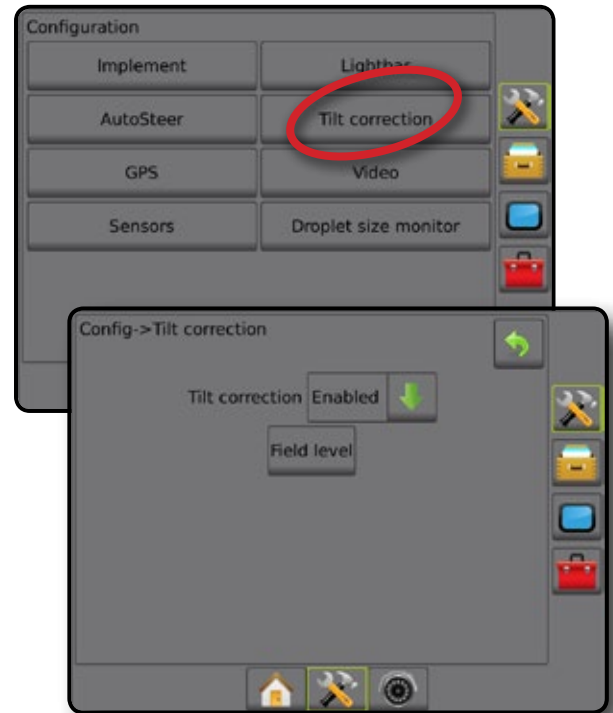 Configuration
Implement
Lightbar
AutoSteer
Tilt correction
GPS
Video
Sensors
Droplet size monitor
Config->Tilt correction
Tilt correction Enabled
Field level